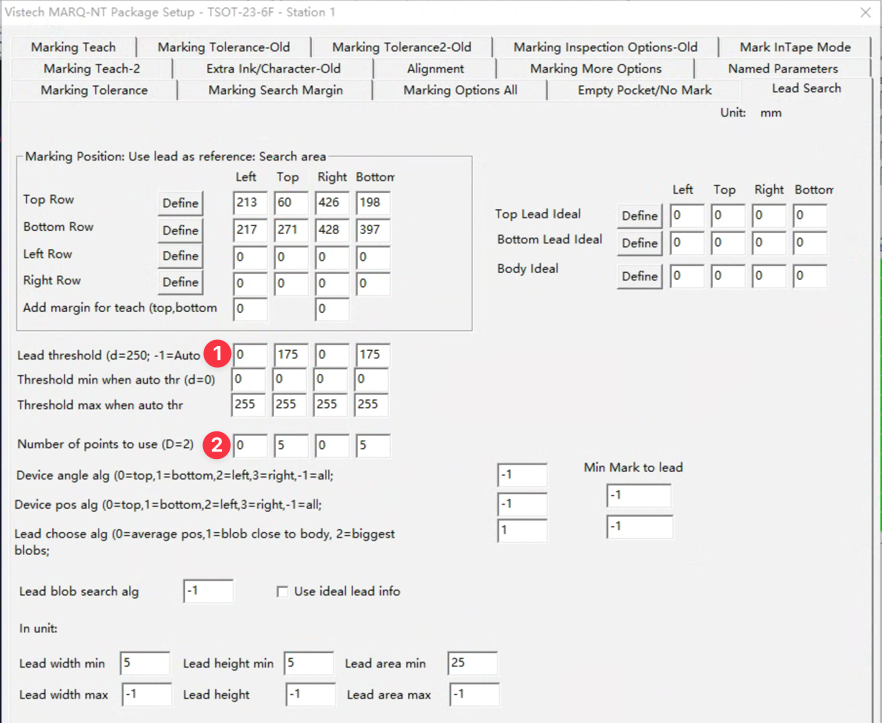 Vistech MARQ-NT Package Setup - TSOT-23-6F - Station 1
Marking Teach Marking Tolerance-Old Marking Tolerance2-Old Marking Inspection Options-Old Mark InTape Mode
Marking Teach-2 Extra Ink/Character-Old Alignment Marking More Options Named Parameters
Marking Tolerance Marking Search Margin Marking Options All Empty Pocket/No Mark Lead Search
Unit: mm
Marking Position: Use lead as reference: Search area
Left Top Right Bottom
Top Row Define 213 60 426 198
Bottom Row Define 217 271 428 397
Left Row Define 0 0 0 0
Right Row Define 0 0 0 0
Add margin for teach (top,bottom 0 0
Left Top Right Bottom
Top Lead Ideal Define 0 0 0 0
Bottom Lead Ideal Define 0 0 0 0
Body Ideal Define 0 0 0 0
Lead threshold (d=250; -1=Auto 1 0 175 0 175
Threshold min when auto thr (d=0) 0 0 0 0
Threshold max when auto thr 255 255 255 255
Number of points to use (D=2) 2 0 5 0 5
Device angle alg (0=top,1=bottom,2=left,3=right,-1=all; -1
Device pos alg (0=top,1=bottom,2=left,3=right,-1=all; -1
Lead choose alg (0=average pos,1=blob close to body, 2=biggest 1
blobs;
Min Mark to lead
-1
-1
Lead blob search alg -1 Use ideal lead info
In unit:
Lead width min 5 Lead height min 5 Lead area min 25
Lead width max -1 Lead height -1 Lead area max -1